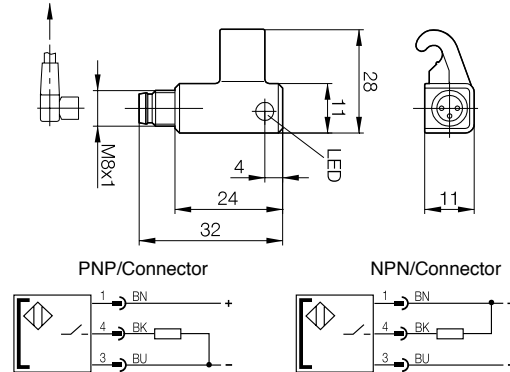 28
11
LED
4
M8x1
24
32
11
PNP/Connector
1 BN +
4 BK
3 BU -
NPN/Connector
1 BN
4 BK
3 BU